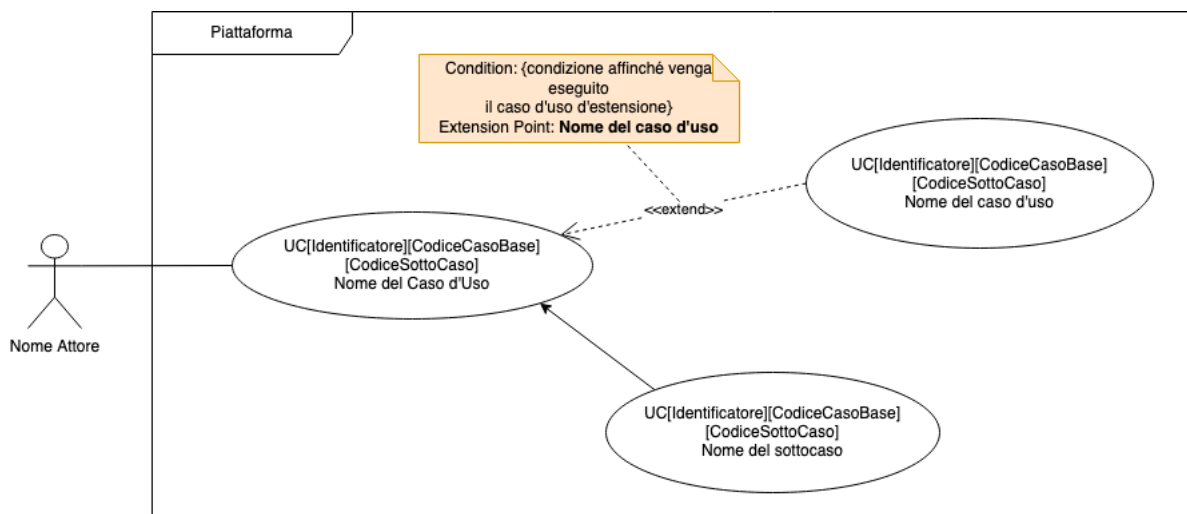 Piattaforma
Condition: {condizione affinché venga
eseguito
il caso d'uso d'estensione}
Extension Point: Nome del caso d'uso
UC[Identificatore][CodiceCasoBase]
[CodiceSottoCaso]
Nome del caso d'uso
<<extend>>
UC[Identificatore][CodiceCasoBase]
[CodiceSottoCaso]
Nome del Caso d'Uso
Nome Attore
UC[Identificatore][CodiceCasoBase]
[CodiceSottoCaso]
Nome del sottocaso